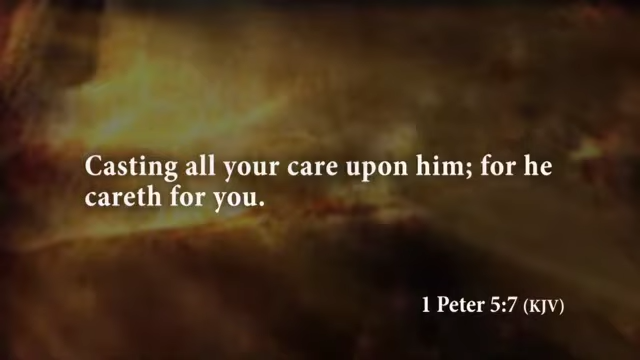 Casting all your care upon him; for he
careth for you.
1 Peter 5:7 (KJV)